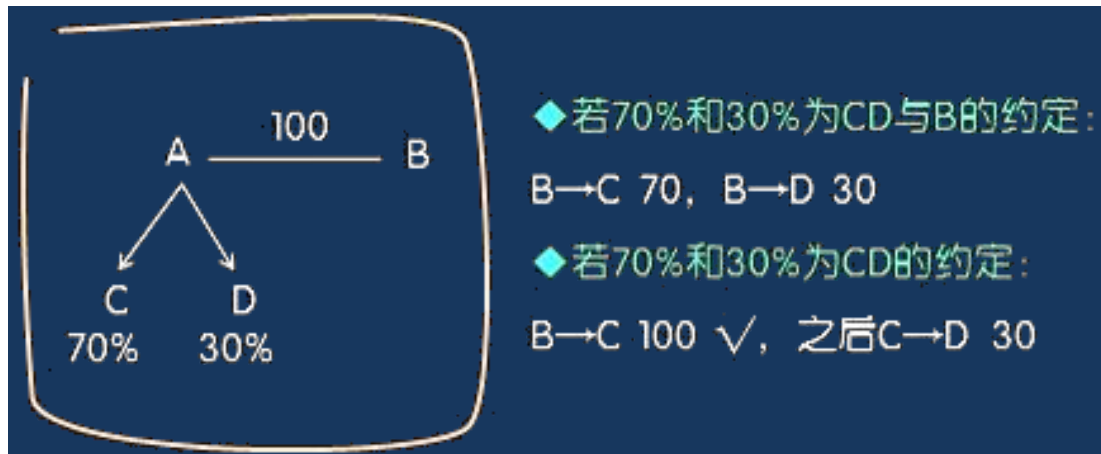 100
A B
C D
70% 30%
◆若70%和30%为CD与B的约定:
B→C 70, B→D 30
◆若70%和30%为CD的约定:
B→C 100 √, 之后C→D 30